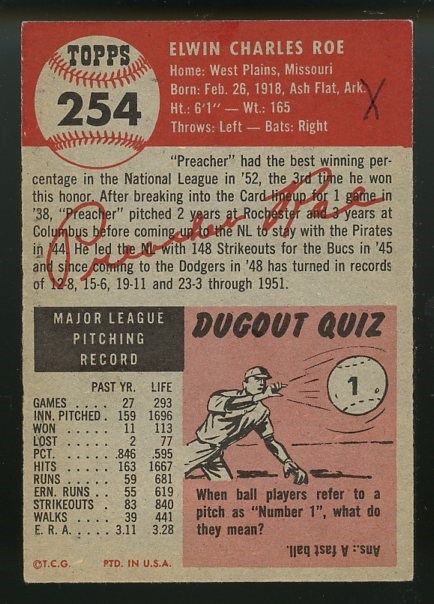 TOPPS
254
ELWIN CHARLES ROE
Home: West Plains, Missouri
Born: Feb. 26, 1918, Ash Flat, Ark.
X
Ht.: 6'1" — Wt.: 165
Throws: Left — Bats: Right
"Preacher" had the best winning per-
centage in the National League in '52, the 3rd time he won
this honor. After breaking into the Card lineup for 1 game in
'38, "Preacher" pitched 2 years at Rochester and 3 years at
Columbus before coming up to the NL to stay with the Pirates
in '44. He led the NL with 148 Strikeouts for the Bucs in '45
and since coming to the Dodgers in '48 has turned in records
of 12-8, 15-6, 19-11 and 23-3 through 1951.
Preacher Roe
MAJOR LEAGUE
PITCHING
RECORD
PAST YR. LIFE
GAMES 27 293
INN. PITCHED 159 1696
WON 11 113
LOST 2 77
PCT. .846 .595
HITS 163 1667
RUNS 59 681
ERN. RUNS 55 619
STRIKEOUTS 83 840
WALKS 39 441
E. R. A. 3.11 3.28
DUGOUT QUIZ
1
When ball players refer to a
pitch as "Number 1", what do
they mean?
Ans.: A fast ball.
©T.C.G. PTD. IN U.S.A.